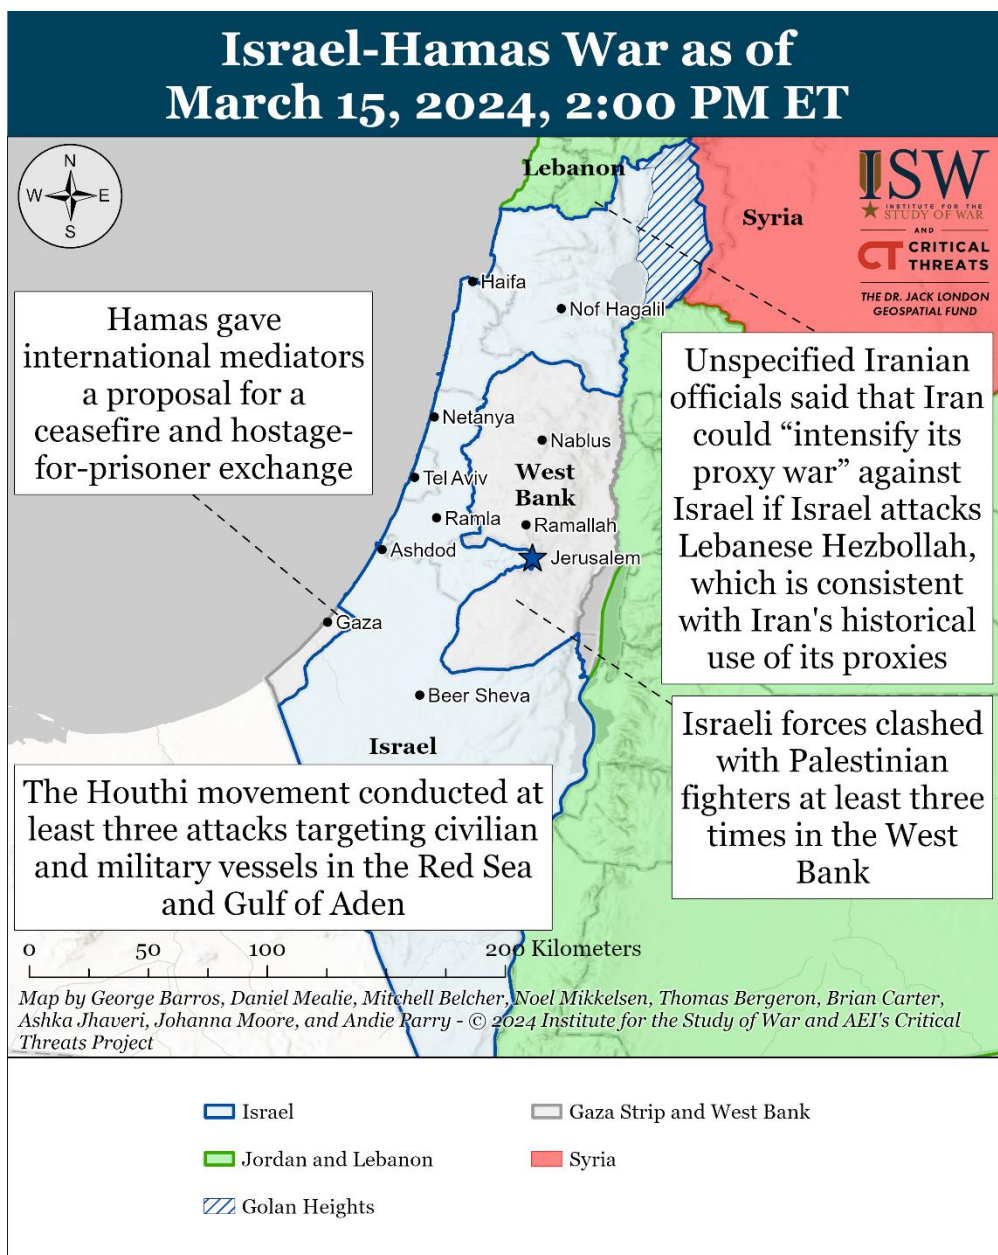 Israel-Hamas War as of
March 15, 2024, 2:00 PM ET
N
W
E
S
Lebanon
Syria
ISW
INSTITUTE FOR THE
STUDY OF WAR
AND
CT CRITICAL
THREATS
THE DR. JACK LONDON
GEOSPATIAL FUND
Haifa
Nof Hagalil
Hamas gave
international mediators
a proposal for a
ceasefire and hostage-
for-prisoner exchange
Unspecified Iranian
officials said that Iran
could “intensify its
proxy war” against
Israel if Israel attacks
Lebanese Hezbollah,
which is consistent
with Iran's historical
use of its proxies
Netanya
Nablus
Tel Aviv
West
Bank
Ramla
Ramallah
Ashdod
Jerusalem
Gaza
Beer Sheva
Israel
Israeli forces clashed
with Palestinian
fighters at least three
times in the West
Bank
The Houthi movement conducted at
least three attacks targeting civilian
and military vessels in the Red Sea
and Gulf of Aden
0 50 100 200 Kilometers
Map by George Barros, Daniel Mealie, Mitchell Belcher, Noel Mikkelsen, Thomas Bergeron, Brian Carter,
Ashka Jhaveri, Johanna Moore, and Andie Parry - © 2024 Institute for the Study of War and AEI's Critical
Threats Project
Israel
Gaza Strip and West Bank
Jordan and Lebanon
Syria
Golan Heights